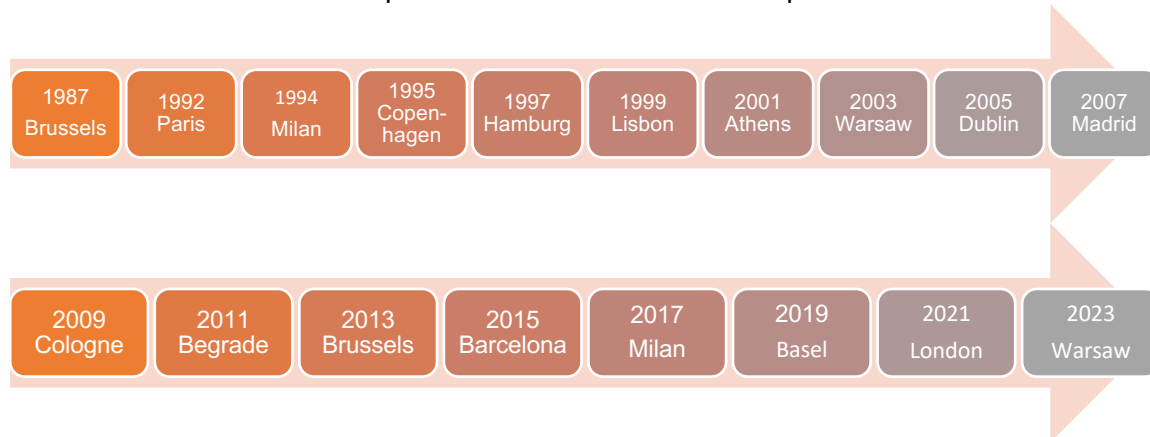 1987
Brussels
1992
Paris
1994
Milan
1995
Copen-
hagen
1997
Hamburg
1999
Lisbon
2001
Athens
2003
Warsaw
2005
Dublin
2007
Madrid
2009
Cologne
2011
Begrade
2013
Brussels
2015
Barcelona
2017
Milan
2019
Basel
2021
London
2023
Warsaw